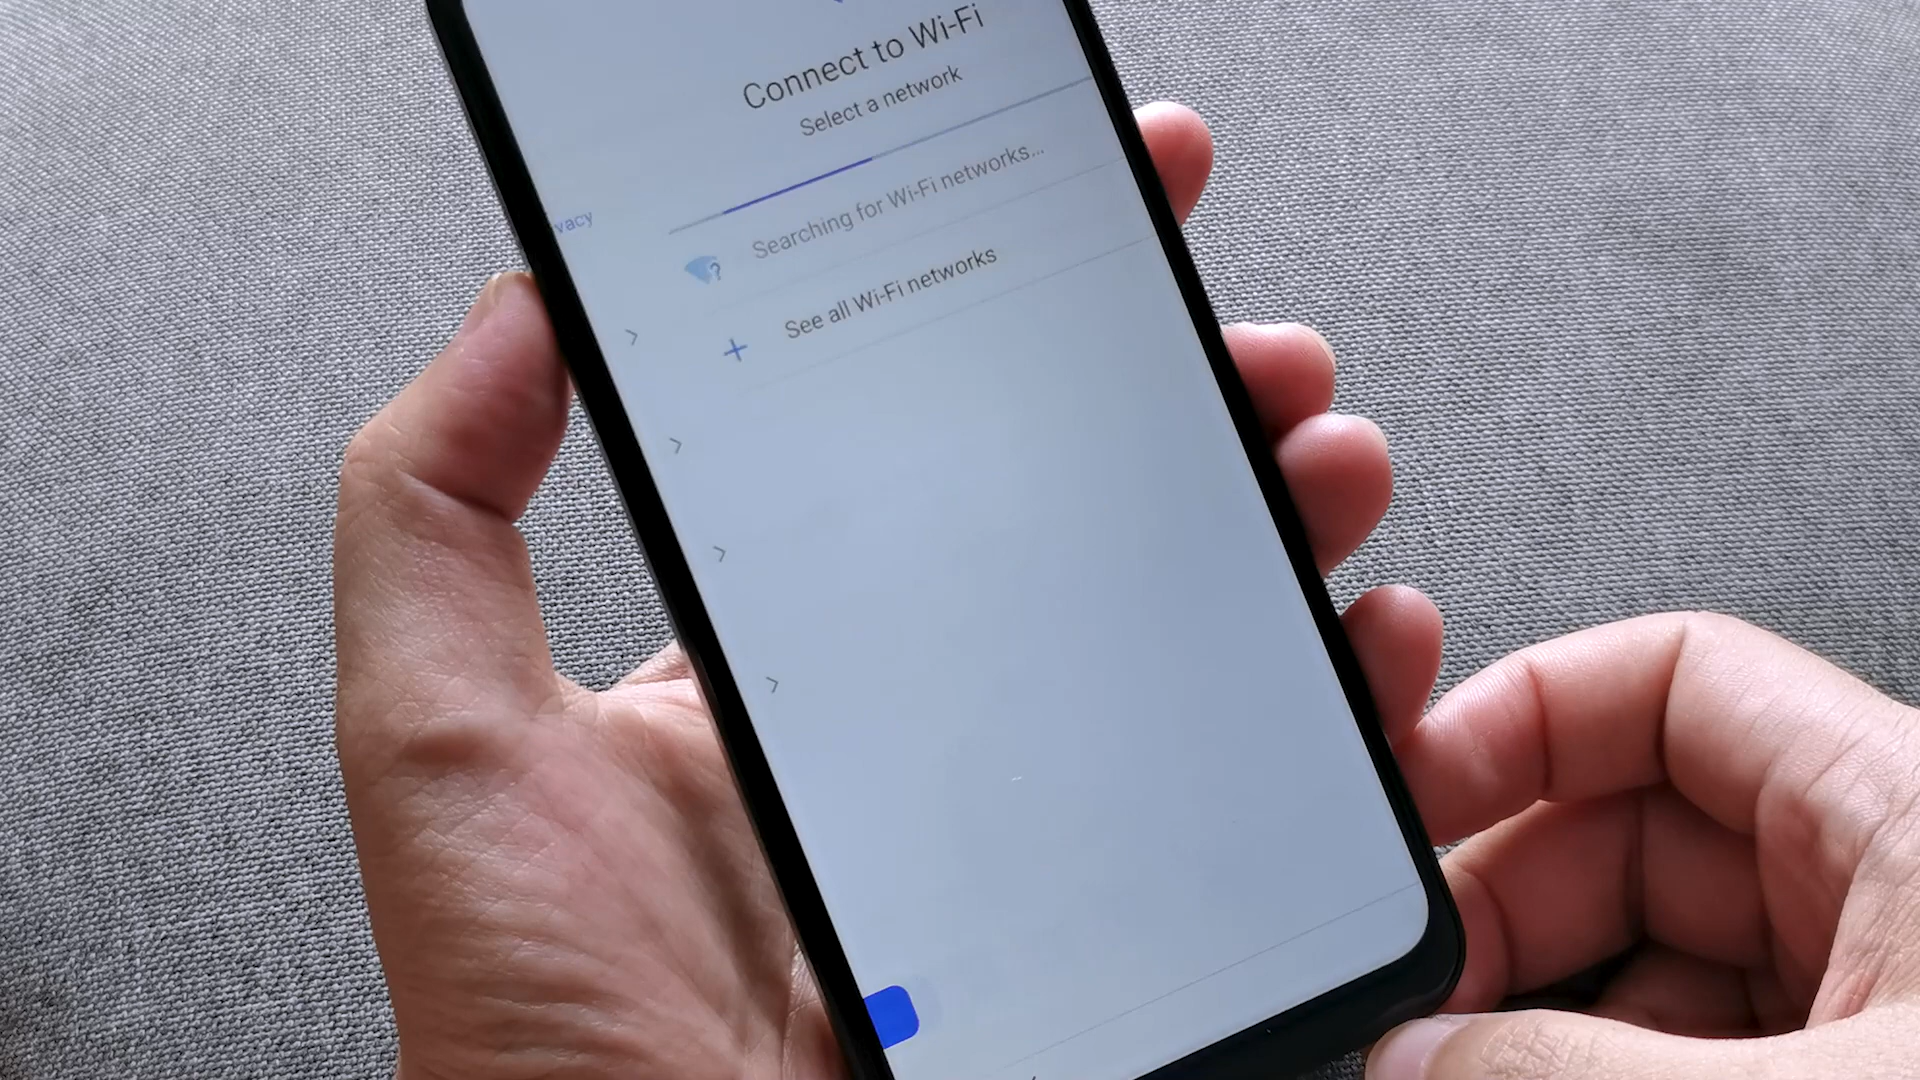 Connect to Wi-Fi
Select a network
vacy
Searching for Wi-Fi networks...
See all Wi-Fi networks